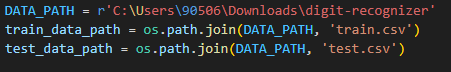 DATA_PATH = r'C:\Users\90506\Downloads\digit-recognizer'
train_data_path = os.path.join(DATA_PATH, 'train.csv')
test_data_path = os.path.join(DATA_PATH, 'test.csv')